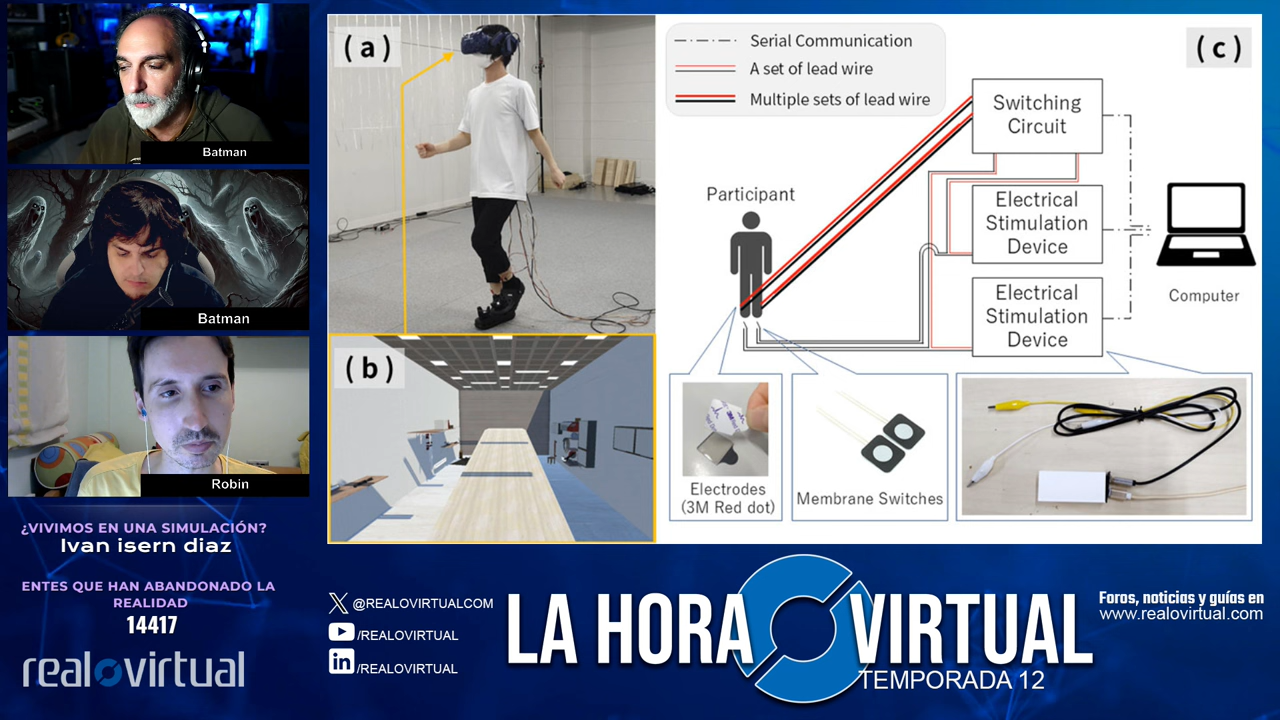 Batman
Batman
Robin
¿VIVIMOS EN UNA SIMULACIÓN?
Ivan isern diaz
ENTES QUE HAN ABANDONADO LA
REALIDAD
14417
realovirtual
(a)
(b)
(c)
Serial Communication
A set of lead wire
Multiple sets of lead wire
Switching
Circuit
Participant
Electrical
Stimulation
Device
Electrical
Stimulation
Device
Computer
Electrodes
(3M Red dot)
Membrane Switches
@REALOVIRTUALCOM
/REALOVIRTUAL
/REALOVIRTUAL
LA HORA VIRTUAL
TEMPORADA 12
Foros, noticias y guías en
www.realovirtual.com